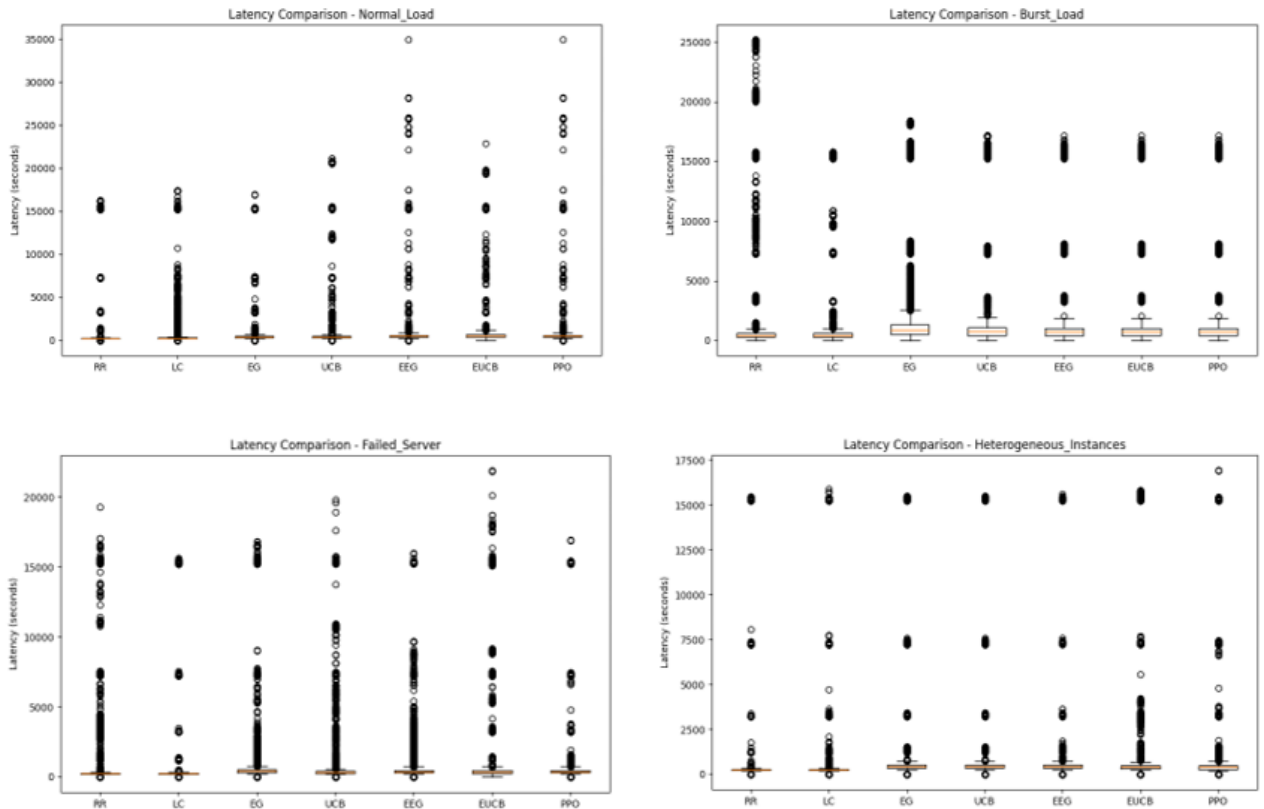 Latency Comparison - Normal_Load
Latency (seconds)
35000
30000
25000
20000
15000
10000
5000
0
RR LC EG UCB EEG EUCB PPO
Latency Comparison - Burst_Load
Latency (seconds)
25000
20000
15000
10000
5000
0
RR LC EG UCB EEG EUCB PPO
Latency Comparison - Failed_Server
Latency (seconds)
20000
15000
10000
5000
0
RR LC EG UCB EEG EUCB PPO
Latency Comparison - Heterogeneous_Instances
Latency (seconds)
17500
15000
12500
10000
7500
5000
2500
0
RR LC EG UCB EEG EUCB PPO